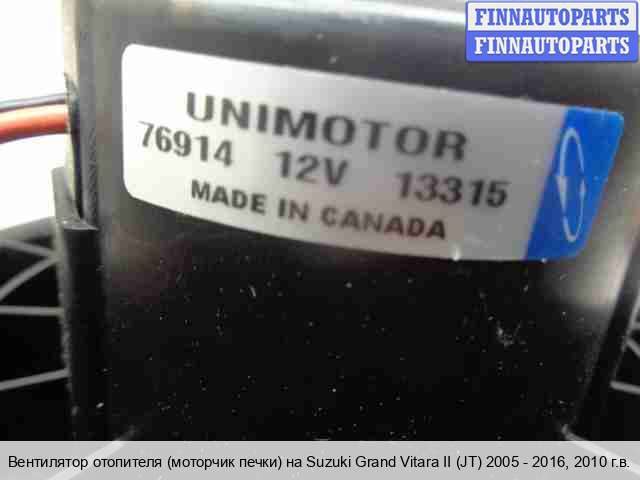 FINNAUTOPARTS
FINNAUTOPARTS
UNIMOTOR
76914 12V 13315
MADE IN CANADA
Вентилятор отопителя (моторчик печки) на Suzuki Grand Vitara II (JT) 2005 - 2016, 2010 г.в.